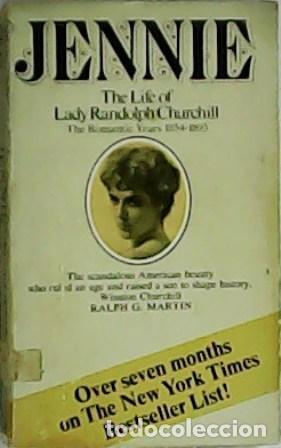 JENNIE
The Life of
Lady Randolph Churchill
The Romantic Years 1854-1895
The scandalous American beauty
who ruled an age and raised a son to shape history,
Winston Churchill
RALPH G. MARTIN
Over seven months
on The New York Times
Bestseller List!
todocoleccion.net